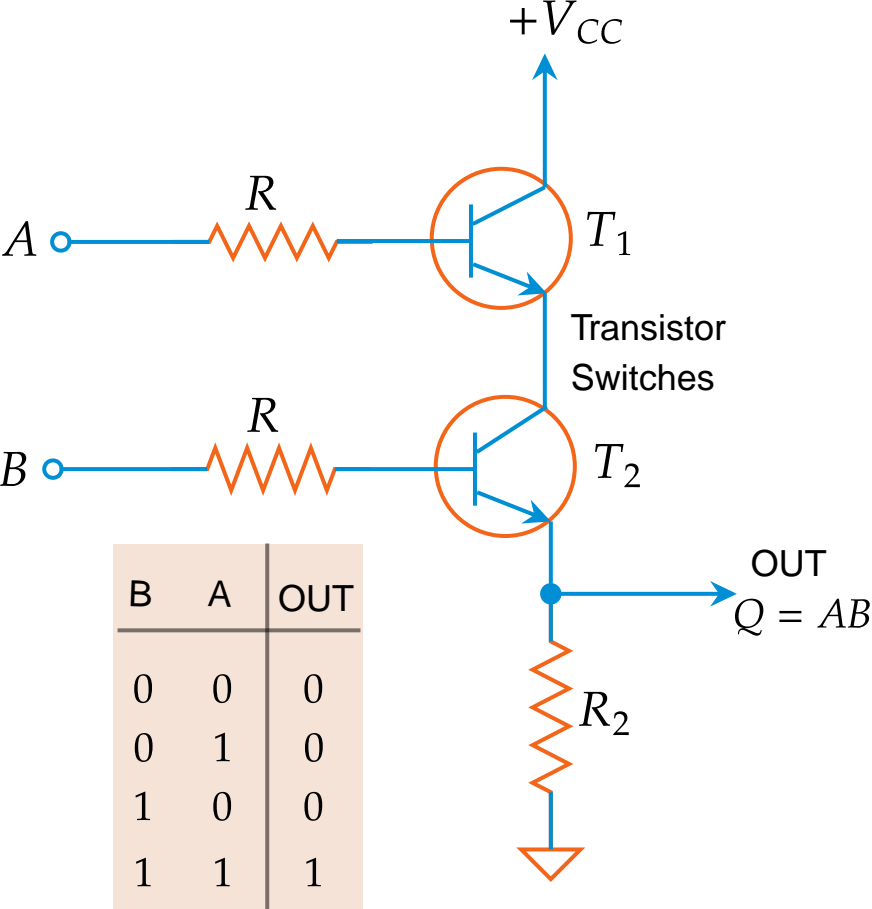 +V_CC
R
A
T₁
Transistor
Switches
R
B
T₂
OUT
Q = AB
R₂
B A OUT
0 0 0
0 1 0
1 0 0
1 1 1